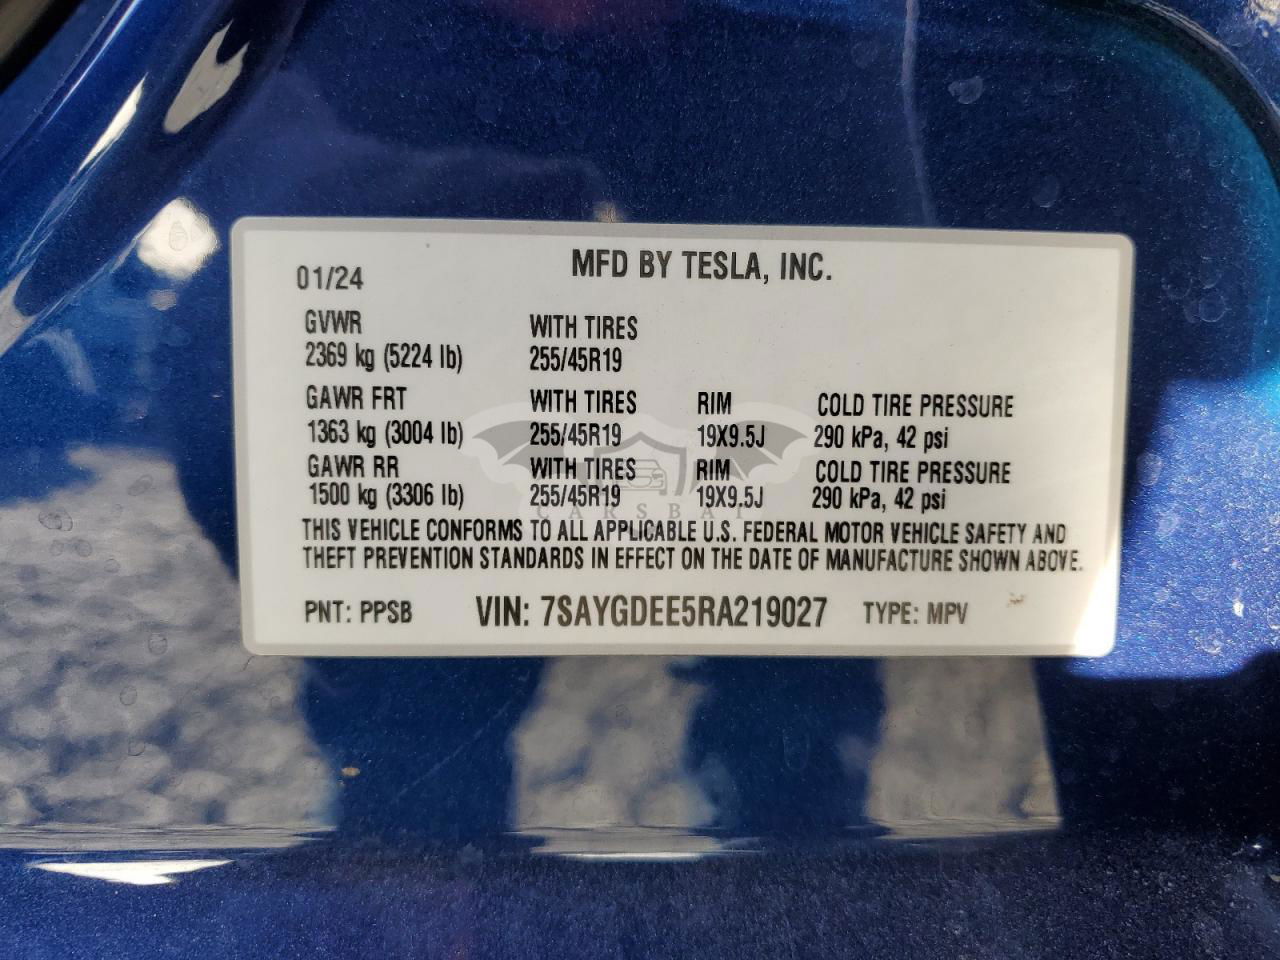 MFD BY TESLA, INC.
01/24
GVWR WITH TIRES
2369 kg (5224 lb) 255/45R19
GAWR FRT WITH TIRES RIM COLD TIRE PRESSURE
1363 kg (3004 lb) 255/45R19 19X9.5J 290 kPa, 42 psi
GAWR RR WITH TIRES RIM COLD TIRE PRESSURE
1500 kg (3306 lb) 255/45R19 19X9.5J 290 kPa, 42 psi
CARSBAT
THIS VEHICLE CONFORMS TO ALL APPLICABLE U.S. FEDERAL MOTOR VEHICLE SAFETY AND
THEFT PREVENTION STANDARDS IN EFFECT ON THE DATE OF MANUFACTURE SHOWN ABOVE.
PNT: PPSB VIN: 7SAYGDEE5RA219027 TYPE: MPV